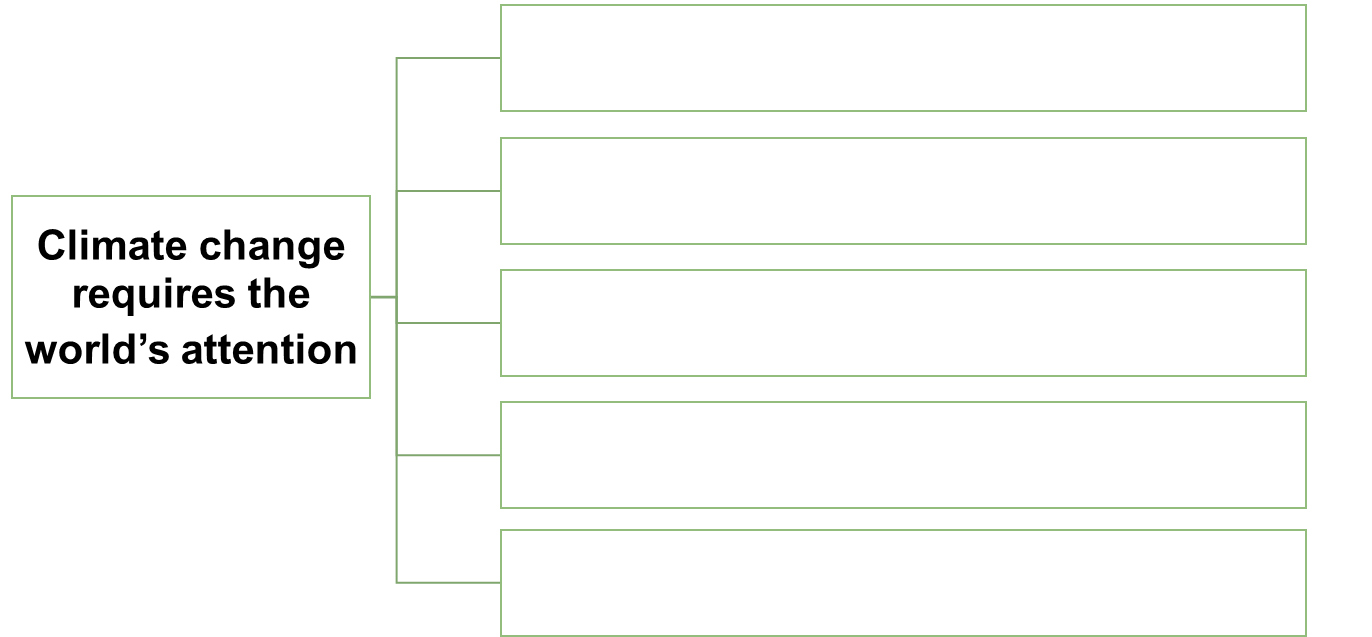 Climate change
requires the
world’s attention